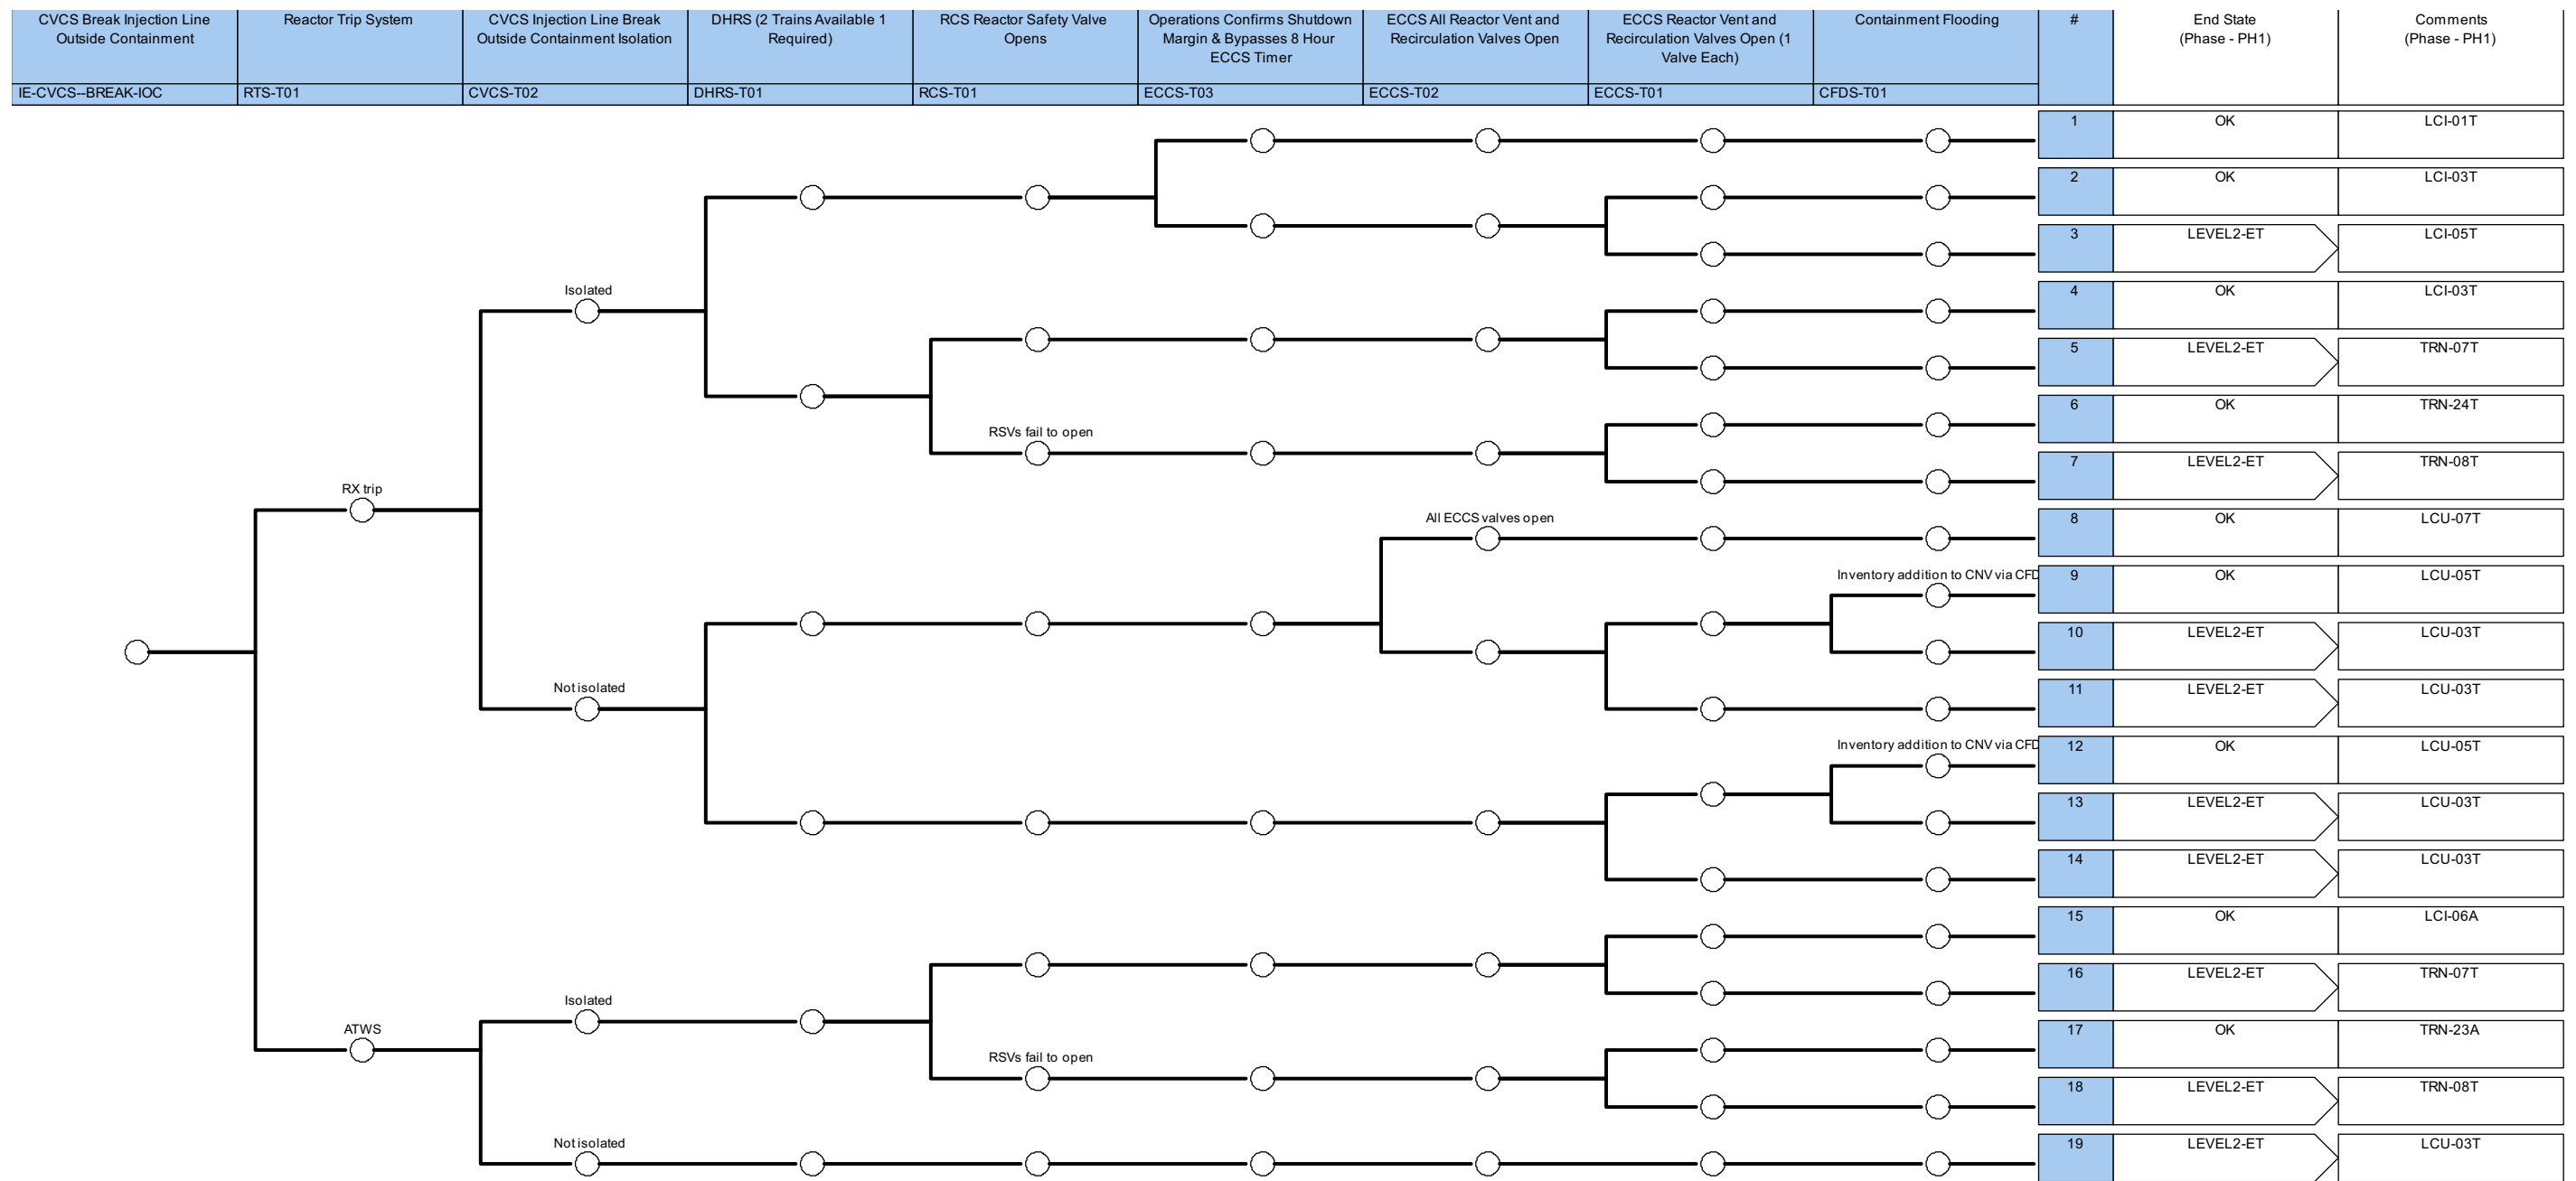 CVCS Break Injection Line
Outside Containment
Reactor Trip System
CVCS Injection Line Break
Outside Containment Isolation
DHRS (2 Trains Available 1
Required)
RCS Reactor Safety Valve
Opens
Operations Confirms Shutdown
Margin & Bypasses 8 Hour
ECCS Timer
ECCS All Reactor Vent and
Recirculation Valves Open
ECCS Reactor Vent and
Recirculation Valves Open (1
Valve Each)
Containment Flooding
#
End State
(Phase - PH1)
Comments
(Phase - PH1)
IE-CVCS--BREAK-IOC
RTS-T01
CVCS-T02
DHRS-T01
RCS-T01
ECCS-T03
ECCS-T02
ECCS-T01
CFDS-T01
1 OK LCI-01T
2 OK LCI-03T
3 LEVEL2-ET LCI-05T
Isolated
4 OK LCI-03T
5 LEVEL2-ET TRN-07T
6 OK TRN-24T
RSVs fail to open
7 LEVEL2-ET TRN-08T
RX trip
All ECCS valves open
8 OK LCU-07T
Inventory addition to CNV via CFD
9 OK LCU-05T
10 LEVEL2-ET LCU-03T
Not isolated
11 LEVEL2-ET LCU-03T
Inventory addition to CNV via CFD
12 OK LCU-05T
13 LEVEL2-ET LCU-03T
14 LEVEL2-ET LCU-03T
15 OK LCI-06A
16 LEVEL2-ET TRN-07T
Isolated
ATWS
17 OK TRN-23A
RSVs fail to open
18 LEVEL2-ET TRN-08T
Not isolated
19 LEVEL2-ET LCU-03T